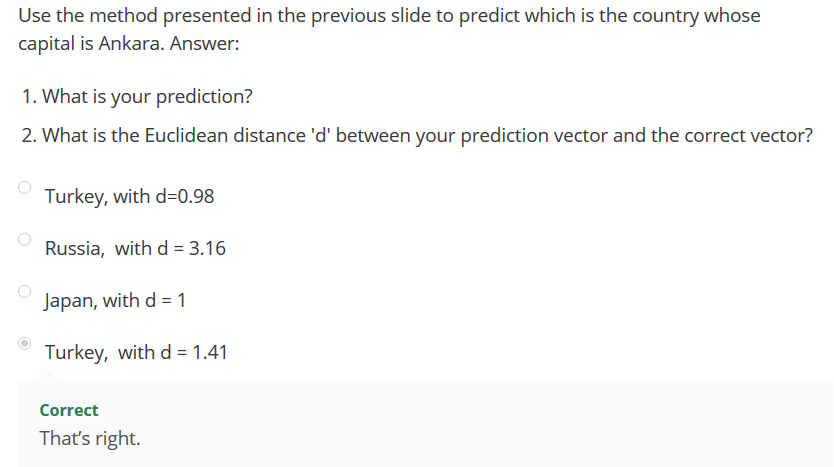 Use the method presented in the previous slide to predict which is the country whose
capital is Ankara. Answer:
1. What is your prediction?
2. What is the Euclidean distance 'd' between your prediction vector and the correct vector?
Turkey, with d=0.98
Russia,  with d = 3.16
Japan, with d = 1
Turkey,  with d = 1.41
Correct
That's right.